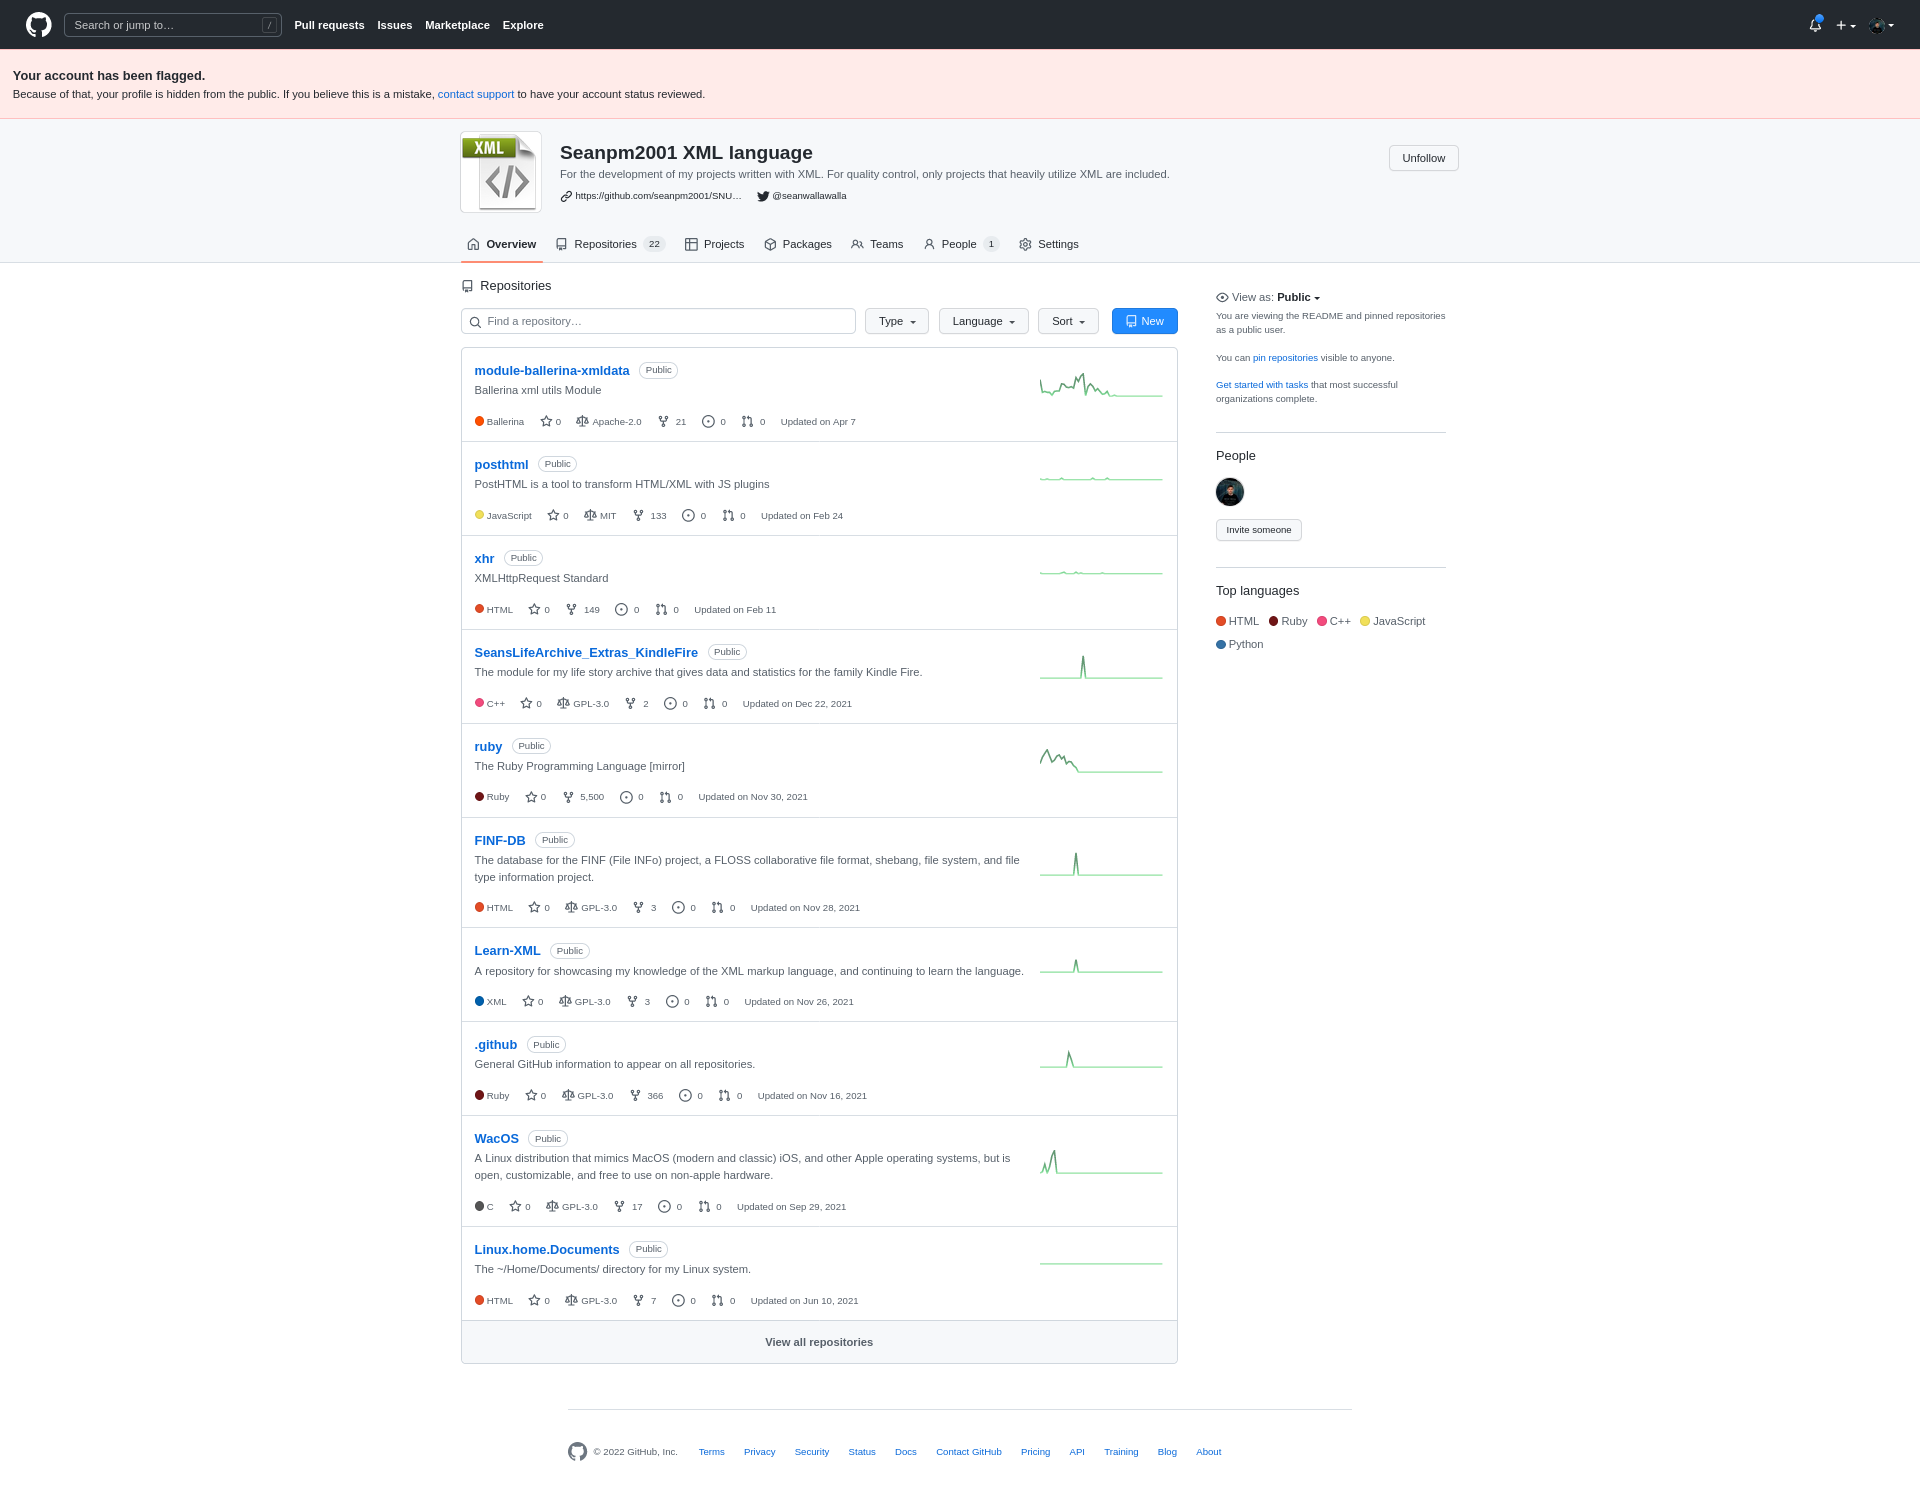 Search or jump to…
/
Pull requests
Issues
Marketplace
Explore
Your account has been flagged.
Because of that, your profile is hidden from the public. If you believe this is a mistake, contact support to have your account status reviewed.
XML
</>
Seanpm2001 XML language
For the development of my projects written with XML. For quality control, only projects that heavily utilize XML are included.
https://github.com/seanpm2001/SNU…
@seanwallawalla
Unfollow
Overview
Repositories 22
Projects
Packages
Teams
People 1
Settings
Repositories
Find a repository…
Type
Language
Sort
New
module-ballerina-xmldata Public
Ballerina xml utils Module
Ballerina 0 Apache-2.0 21 0 0 Updated on Apr 7
posthtml Public
PostHTML is a tool to transform HTML/XML with JS plugins
JavaScript 0 MIT 133 0 0 Updated on Feb 24
xhr Public
XMLHttpRequest Standard
HTML 0 149 0 0 Updated on Feb 11
SeansLifeArchive_Extras_KindleFire Public
The module for my life story archive that gives data and statistics for the family Kindle Fire.
C++ 0 GPL-3.0 2 0 0 Updated on Dec 22, 2021
ruby Public
The Ruby Programming Language [mirror]
Ruby 0 5,500 0 0 Updated on Nov 30, 2021
FINF-DB Public
The database for the FINF (File INFo) project, a FLOSS collaborative file format, shebang, file system, and file
type information project.
HTML 0 GPL-3.0 3 0 0 Updated on Nov 28, 2021
Learn-XML Public
A repository for showcasing my knowledge of the XML markup language, and continuing to learn the language.
XML 0 GPL-3.0 3 0 0 Updated on Nov 26, 2021
.github Public
General GitHub information to appear on all repositories.
Ruby 0 GPL-3.0 366 0 0 Updated on Nov 16, 2021
WacOS Public
A Linux distribution that mimics MacOS (modern and classic) iOS, and other Apple operating systems, but is
open, customizable, and free to use on non-apple hardware.
C 0 GPL-3.0 17 0 0 Updated on Sep 29, 2021
Linux.home.Documents Public
The ~/Home/Documents/ directory for my Linux system.
HTML 0 GPL-3.0 7 0 0 Updated on Jun 10, 2021
View all repositories
View as: Public
You are viewing the README and pinned repositories
as a public user.
You can pin repositories visible to anyone.
Get started with tasks that most successful
organizations complete.
People
Invite someone
Top languages
HTML Ruby C++ JavaScript
Python
© 2022 GitHub, Inc.
Terms
Privacy
Security
Status
Docs
Contact GitHub
Pricing
API
Training
Blog
About